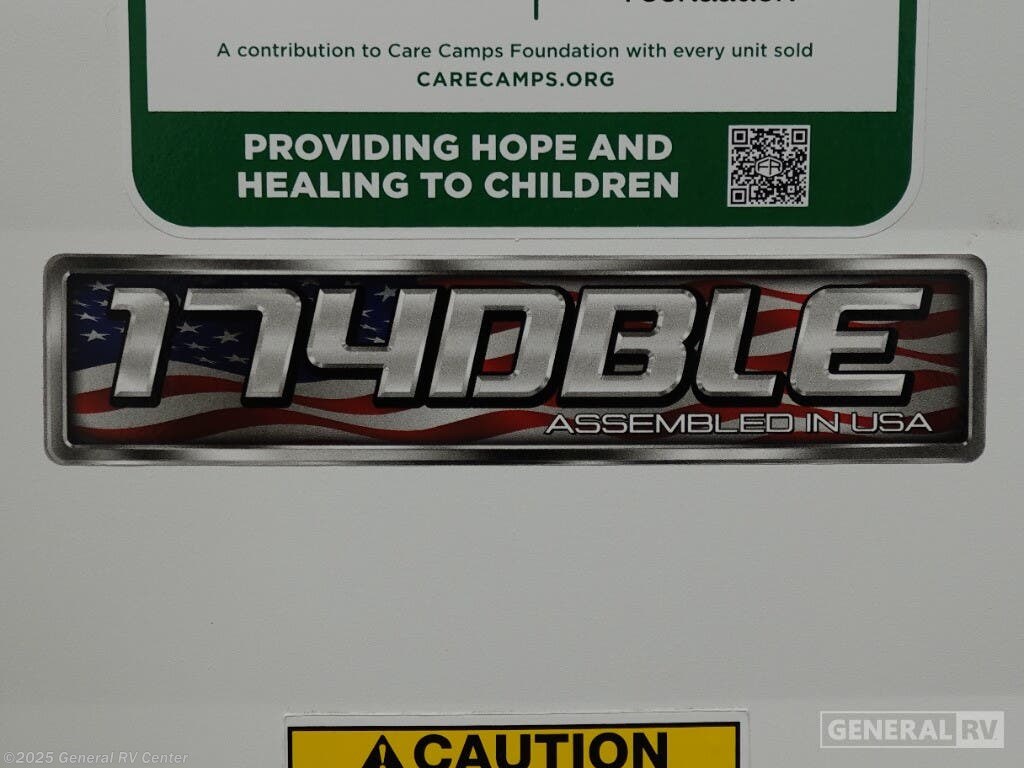 A contribution to Care Camps Foundation with every unit sold
CARECAMPS.ORG
PROVIDING HOPE AND
HEALING TO CHILDREN
174DBLE
ASSEMBLED IN USA
CAUTION
GENERAL RV
©2025 General RV Center